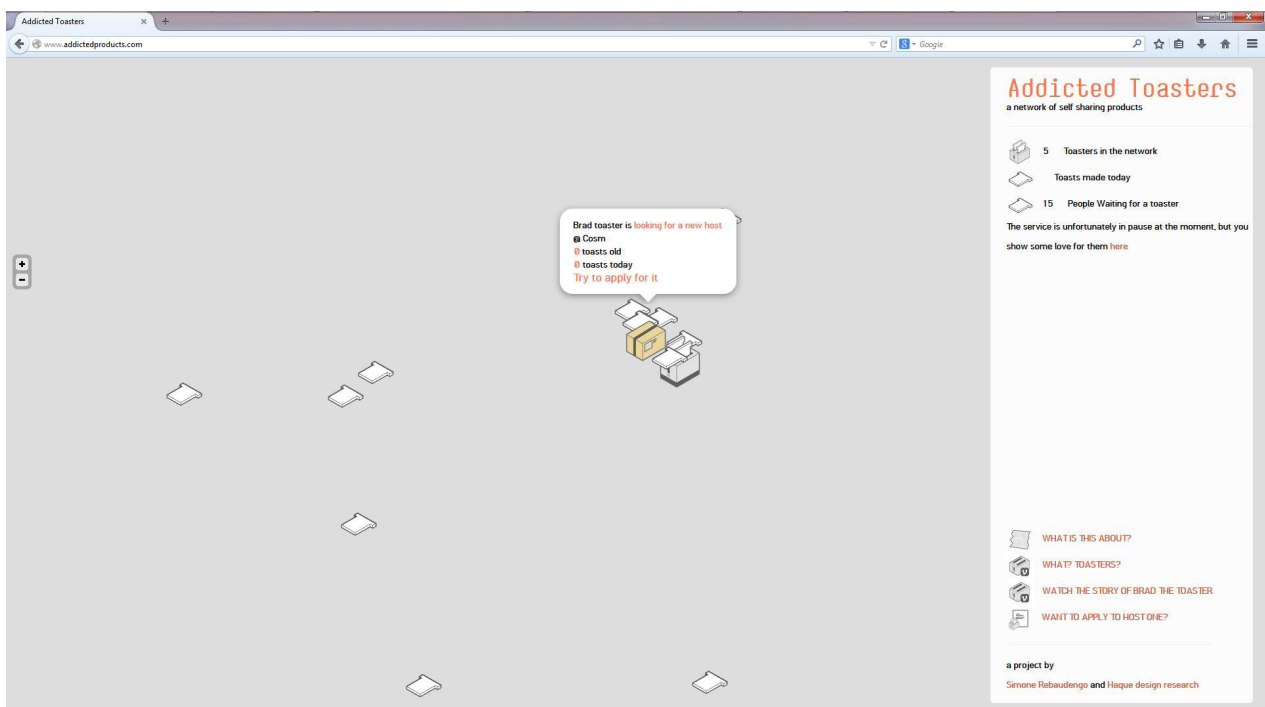 Addicted Toasters
www.addictedproducts.com
Google
Addicted Toasters
a network of self sharing products
5 Toasters in the network
Toasts made today
15 People Waiting for a toaster
The service is unfortunately in pause at the moment, but you
show some love for them here
Brad toaster is looking for a new host
@ Cosm
0 toasts old
0 toasts today
Try to apply for it
WHAT IS THIS ABOUT?
WHAT? TOASTERS?
WATCH THE STORY OF BRAD THE TOASTER
WANT TO APPLY TO HOST ONE?
a project by
Simone Rebaudengo and Haque design research